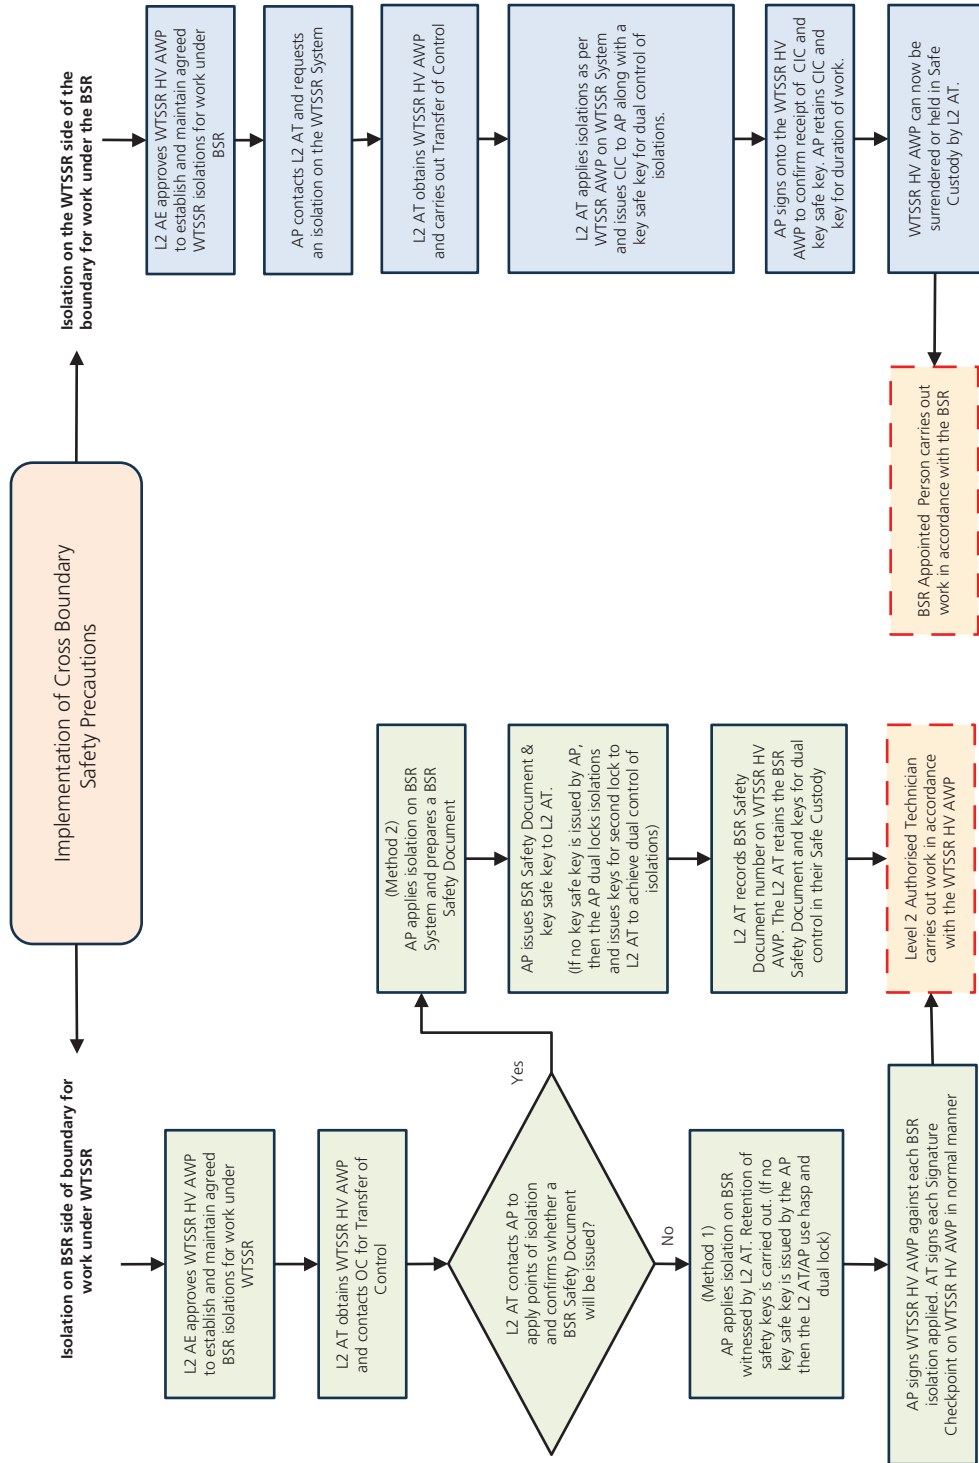 Implementation of Cross Boundary
Safety Precautions
Isolation on BSR side of boundary for
work under WTSSR
L2 AE approves WTSSR HV AWP
to establish and maintain agreed
BSR isolations for work under
WTSSR
L2 AT obtains WTSSR HV AWP
and contacts OC for Transfer of
Control
L2 AT contacts AP to
apply points of isolation
and confirms whether a
BSR Safety Document
will be issued?
Yes
No
(Method 1)
AP applies isolation on BSR
witnessed by L2 AT. Retention of
safety keys is carried out. (If no
key safe key is issued by the AP
then the L2 AT/AP use hasp and
dual lock)
AP signs WTSSR HV AWP against each BSR
isolation applied. AT signs each Signature
Checkpoint on WTSSR HV AWP in normal manner
(Method 2)
AP applies isolation on BSR
System and prepares a BSR
Safety Document
AP issues BSR Safety Document &
key safe key to L2 AT.
(If no key safe key is issued by AP,
then the AP dual locks isolations
and issues keys for second lock to
L2 AT to achieve dual control of
isolations)
L2 AT records BSR Safety
Document number on WTSSR HV
AWP. The L2 AT retains the BSR
Safety Document and keys for dual
control in their Safe Custody
Level 2 Authorised Technician
carries out work in accordance
with the WTSSR HV AWP
Isolation on the WTSSR side of the
boundary for work under the BSR
L2 AE approves WTSSR HV AWP
to establish and maintain agreed
WTSSR isolations for work under
BSR
AP contacts L2 AT and requests
an isolation on the WTSSR System
L2 AT obtains WTSSR HV AWP
and carries out Transfer of Control
L2 AT applies isolations as per
WTSSR AWP on WTSSR System
and issues CIC to AP along with a
key safe key for dual control of
isolations.
AP signs onto the WTSSR HV
AWP to confirm receipt of CIC and
key safe key. AP retains CIC and
key for duration of work.
WTSSR HV AWP can now be
surrendered or held in Safe
Custody by L2 AT.
BSR Appointed Person carries out
work in accordance with the BSR